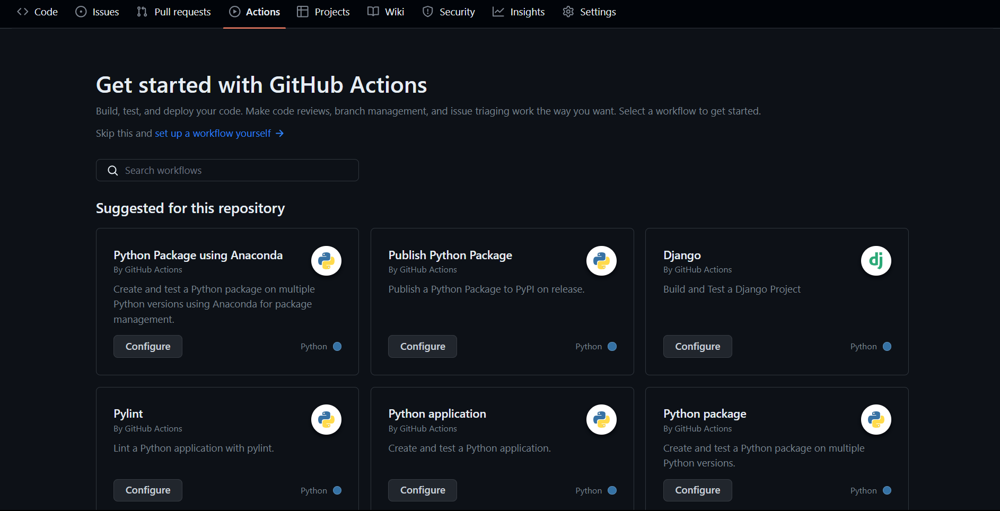 Code Issues Pull requests Actions Projects Wiki Security Insights Settings
Get started with GitHub Actions
Build, test, and deploy your code. Make code reviews, branch management, and issue triaging work the way you want. Select a workflow to get started.
Skip this and set up a workflow yourself →
Search workflows
Suggested for this repository
Python Package using Anaconda
By GitHub Actions
Create and test a Python package on multiple
Python versions using Anaconda for package
management.
Configure
Python
Publish Python Package
By GitHub Actions
Publish a Python Package to PyPI on release.
Configure
Python
Django
By GitHub Actions
dj
Build and Test a Django Project
Configure
Python
Pylint
By GitHub Actions
Lint a Python application with pylint.
Configure
Python
Python application
By GitHub Actions
Create and test a Python application.
Configure
Python
Python package
By GitHub Actions
Create and test a Python package on multiple
Python versions.
Configure
Python